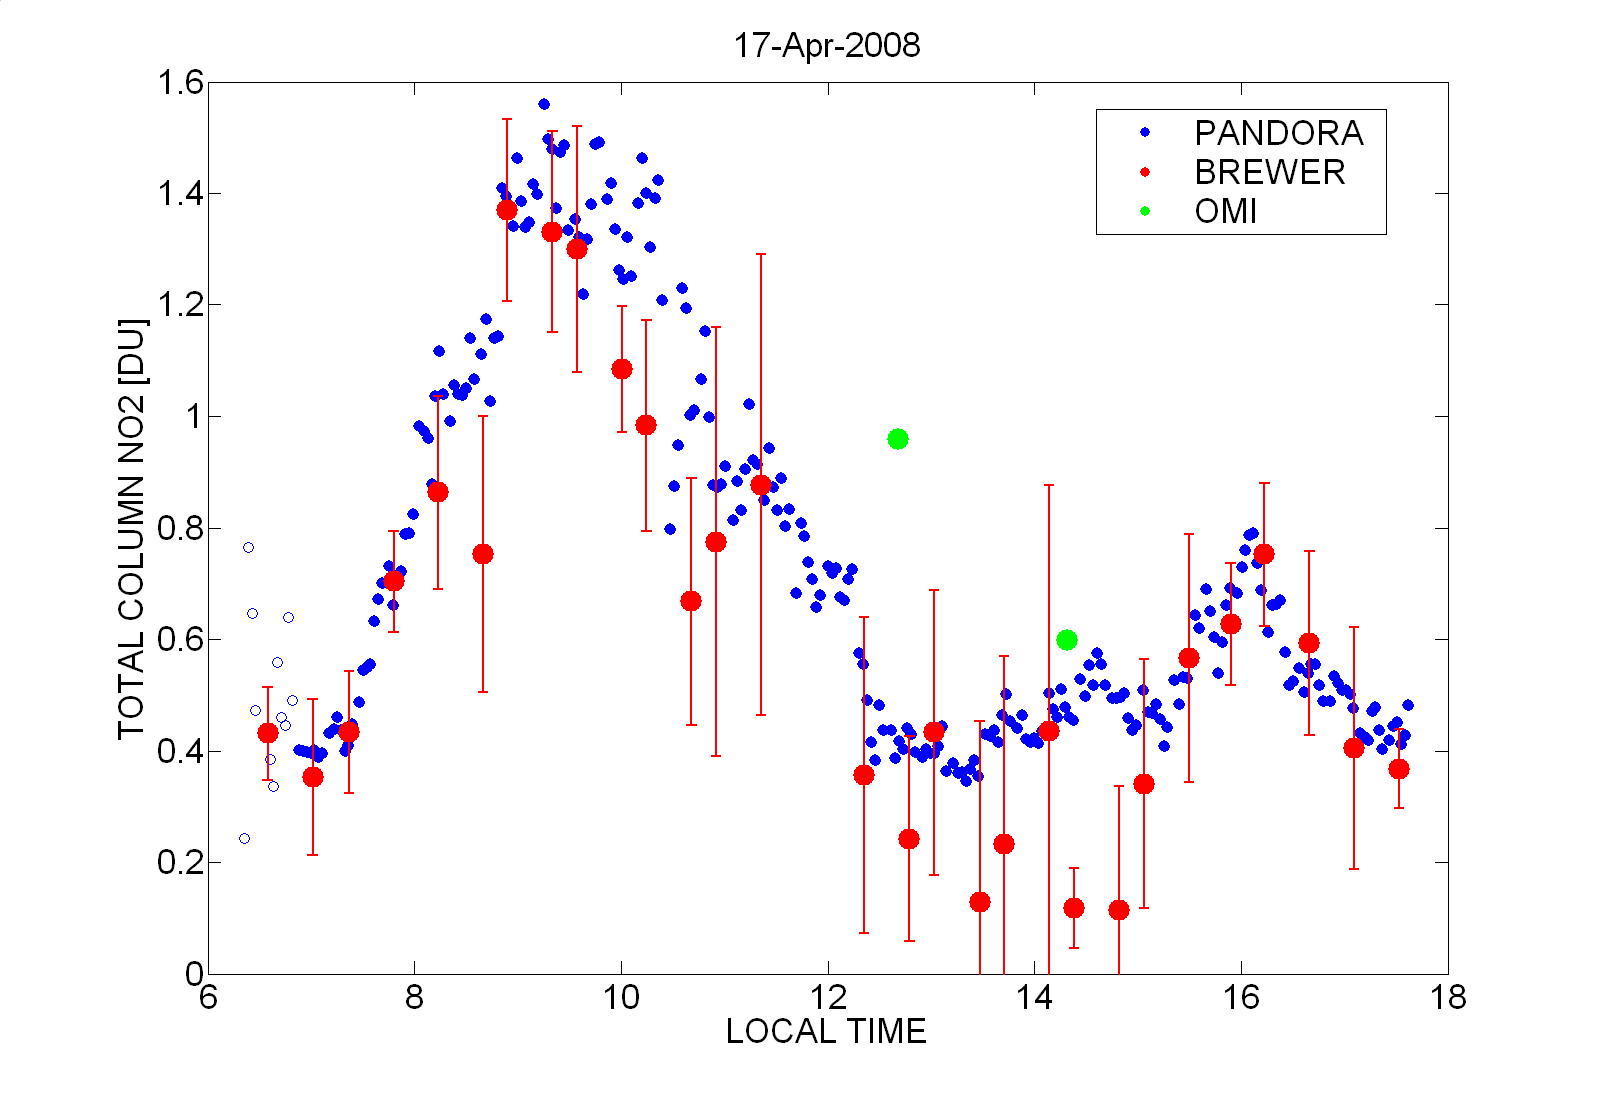 17-Apr-2008
PANDORA
BREWER
OMI
TOTAL COLUMN NO2 [DU]
1.6
1.4
1.2
1
0.8
0.6
0.4
0.2
0
6 8 10 12 14 16 18
LOCAL TIME